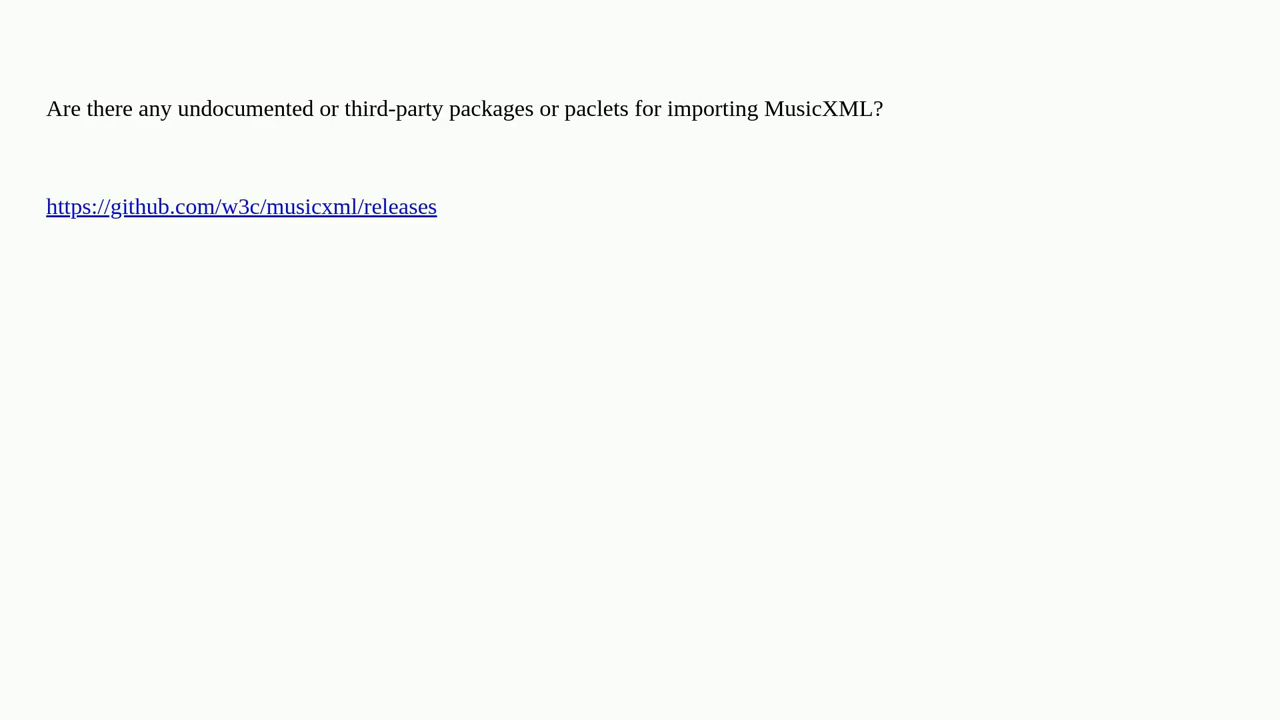 Are there any undocumented or third-party packages or paclets for importing MusicXML?
https://github.com/w3c/musicxml/releases